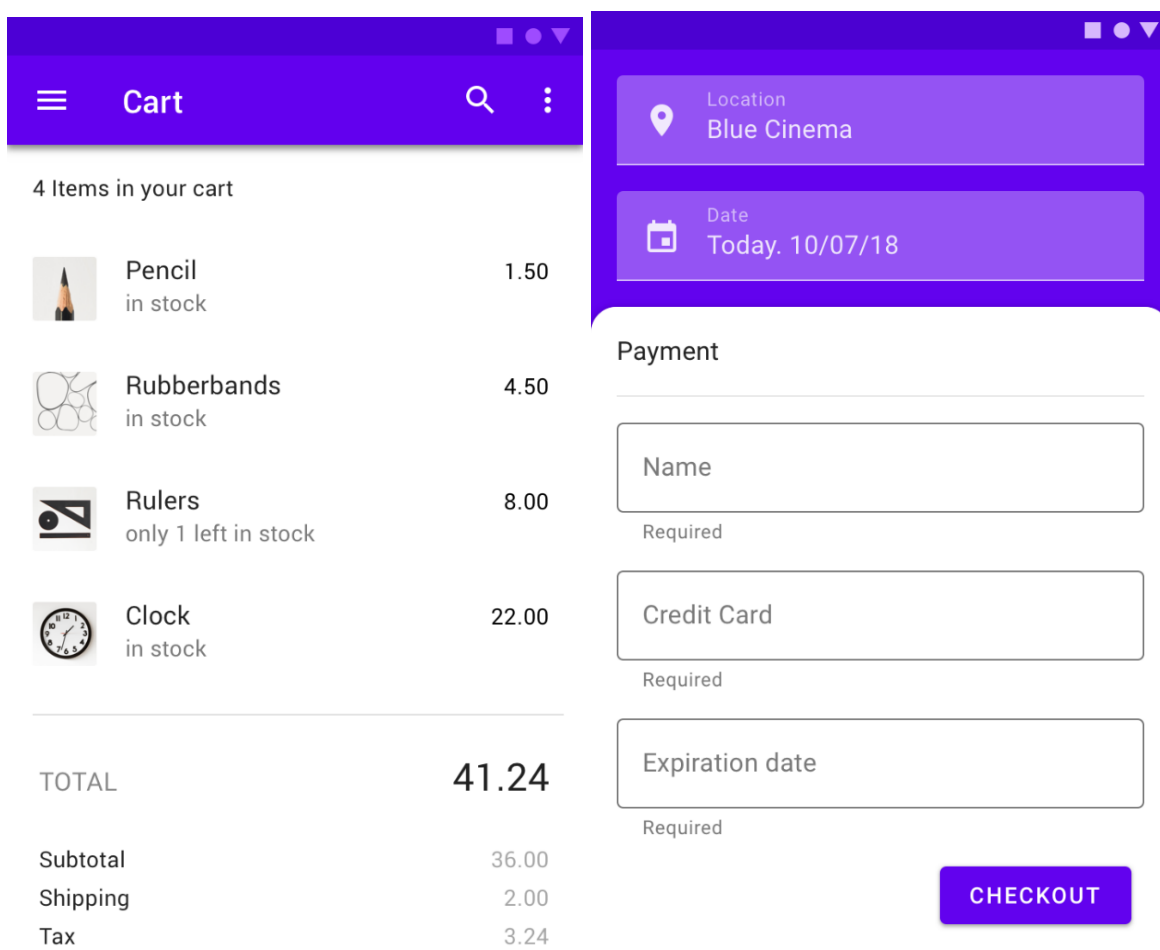 Cart
4 Items in your cart
Pencil 1.50
in stock
Rubberbands 4.50
in stock
Rulers 8.00
only 1 left in stock
Clock 22.00
in stock
TOTAL 41.24
Subtotal 36.00
Shipping 2.00
Tax 3.24
Location
Blue Cinema
Date
Today. 10/07/18
Payment
Name
Required
Credit Card
Required
Expiration date
Required
CHECKOUT